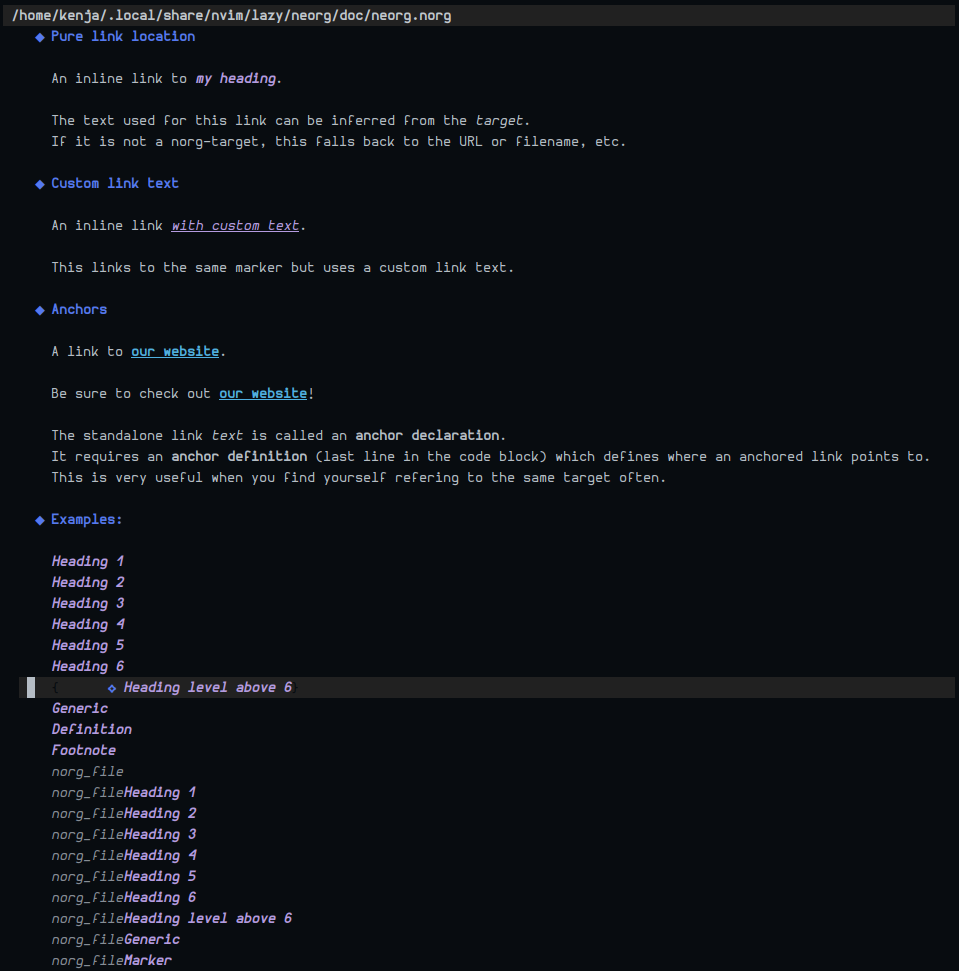 /home/kenja/.local/share/nvim/lazy/neorg/doc/neorg.norg
◆ Pure link location
An inline link to my heading.
The text used for this link can be inferred from the target.
If it is not a norg-target, this falls back to the URL or filename, etc.
◆ Custom link text
An inline link with custom text.
This links to the same marker but uses a custom link text.
◆ Anchors
A link to our website.
Be sure to check out our website!
The standalone link text is called an anchor declaration.
It requires an anchor definition (last line in the code block) which defines where an anchored link points to.
This is very useful when you find yourself refering to the same target often.
◆ Examples:
Heading 1
Heading 2
Heading 3
Heading 4
Heading 5
Heading 6
{ ◇ Heading level above 6}
Generic
Definition
Footnote
norg_file
norg_fileHeading 1
norg_fileHeading 2
norg_fileHeading 3
norg_fileHeading 4
norg_fileHeading 5
norg_fileHeading 6
norg_fileHeading level above 6
norg_fileGeneric
norg_fileMarker